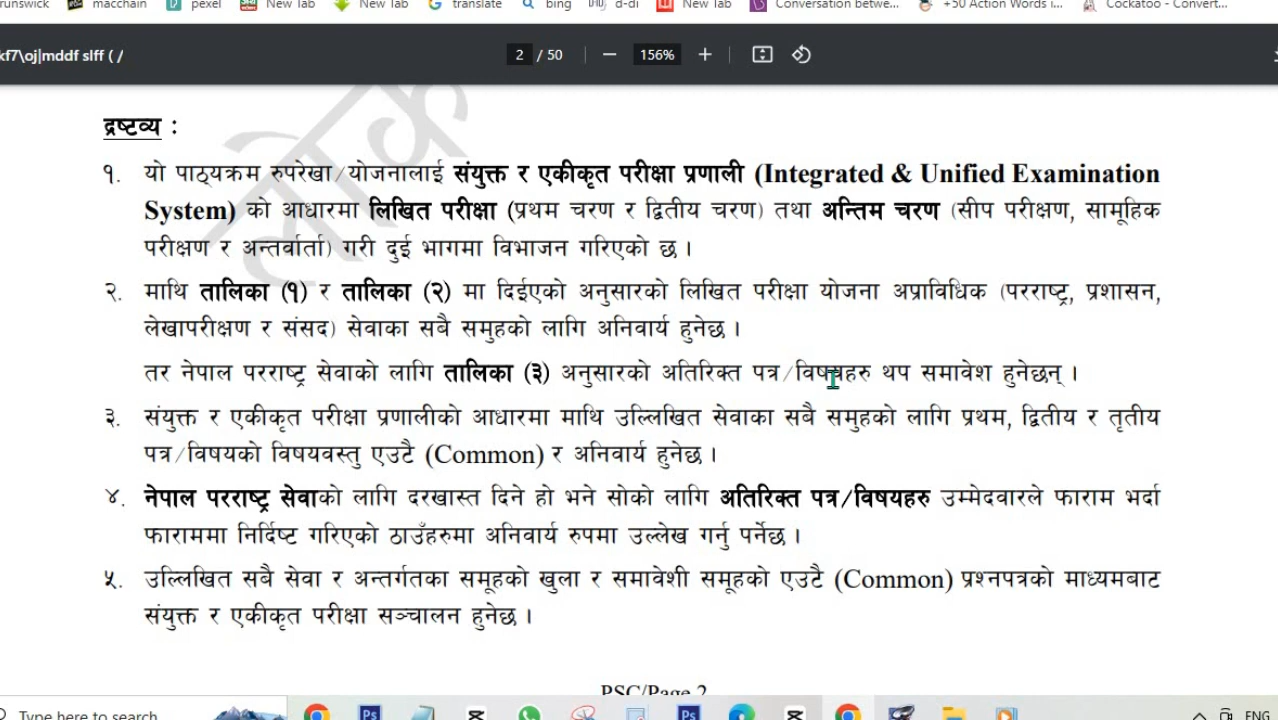 macchain pexel New Tab New Tab translate bing d-di New Tab Conversation betwe... +50 Action Words i... Cockatoo - Convert...
kf7\oj|mddf slff ( / 2 / 50 — 156% +
द्रष्टव्य :
१. यो पाठ्यक्रम रुपरेखा/योजनालाई संयुक्त र एकीकृत परीक्षा प्रणाली (Integrated & Unified Examination
System) को आधारमा लिखित परीक्षा (प्रथम चरण र द्वितीय चरण) तथा अन्तिम चरण (सीप परीक्षण, सामूहिक
परीक्षण र अन्तर्वार्ता) गरी दुई भागमा विभाजन गरिएको छ ।
२. माथि तालिका (१) र तालिका (२) मा दिईएको अनुसारको लिखित परीक्षा योजना अप्राविधिक (परराष्ट्र, प्रशासन,
लेखापरीक्षण र संसद) सेवाका सबै समुहको लागि अनिवार्य हुनेछ ।
तर नेपाल परराष्ट्र सेवाको लागि तालिका (३) अनुसारको अतिरिक्त पत्र/विषयहरु थप समावेश हुनेछन् ।
३. संयुक्त र एकीकृत परीक्षा प्रणालीको आधारमा माथि उल्लिखित सेवाका सबै समुहको लागि प्रथम, द्वितीय र तृतीय
पत्र/विषयको विषयवस्तु एउटै (Common) र अनिवार्य हुनेछ ।
४. नेपाल परराष्ट्र सेवाको लागि दरखास्त दिने हो भने सोको लागि अतिरिक्त पत्र/विषयहरु उम्मेदवारले फाराम भर्दा
फाराममा निर्दिष्ट गरिएको ठाउँहरुमा अनिवार्य रुपमा उल्लेख गर्नु पर्नेछ ।
५. उल्लिखित सबै सेवा र अन्तर्गतका समूहको खुला र समावेशी समूहको एउटै (Common) प्रश्नपत्रको माध्यमबाट
संयुक्त र एकीकृत परीक्षा सञ्चालन हुनेछ ।
लोक
PSC/Page 2
Type here to search ENG